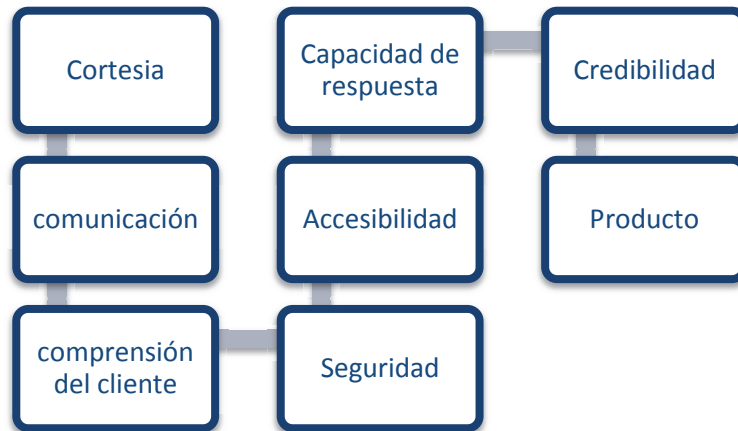 Cortesia
comunicación
comprensión
del cliente
Seguridad
Accesibilidad
Capacidad de
respuesta
Credibilidad
Producto